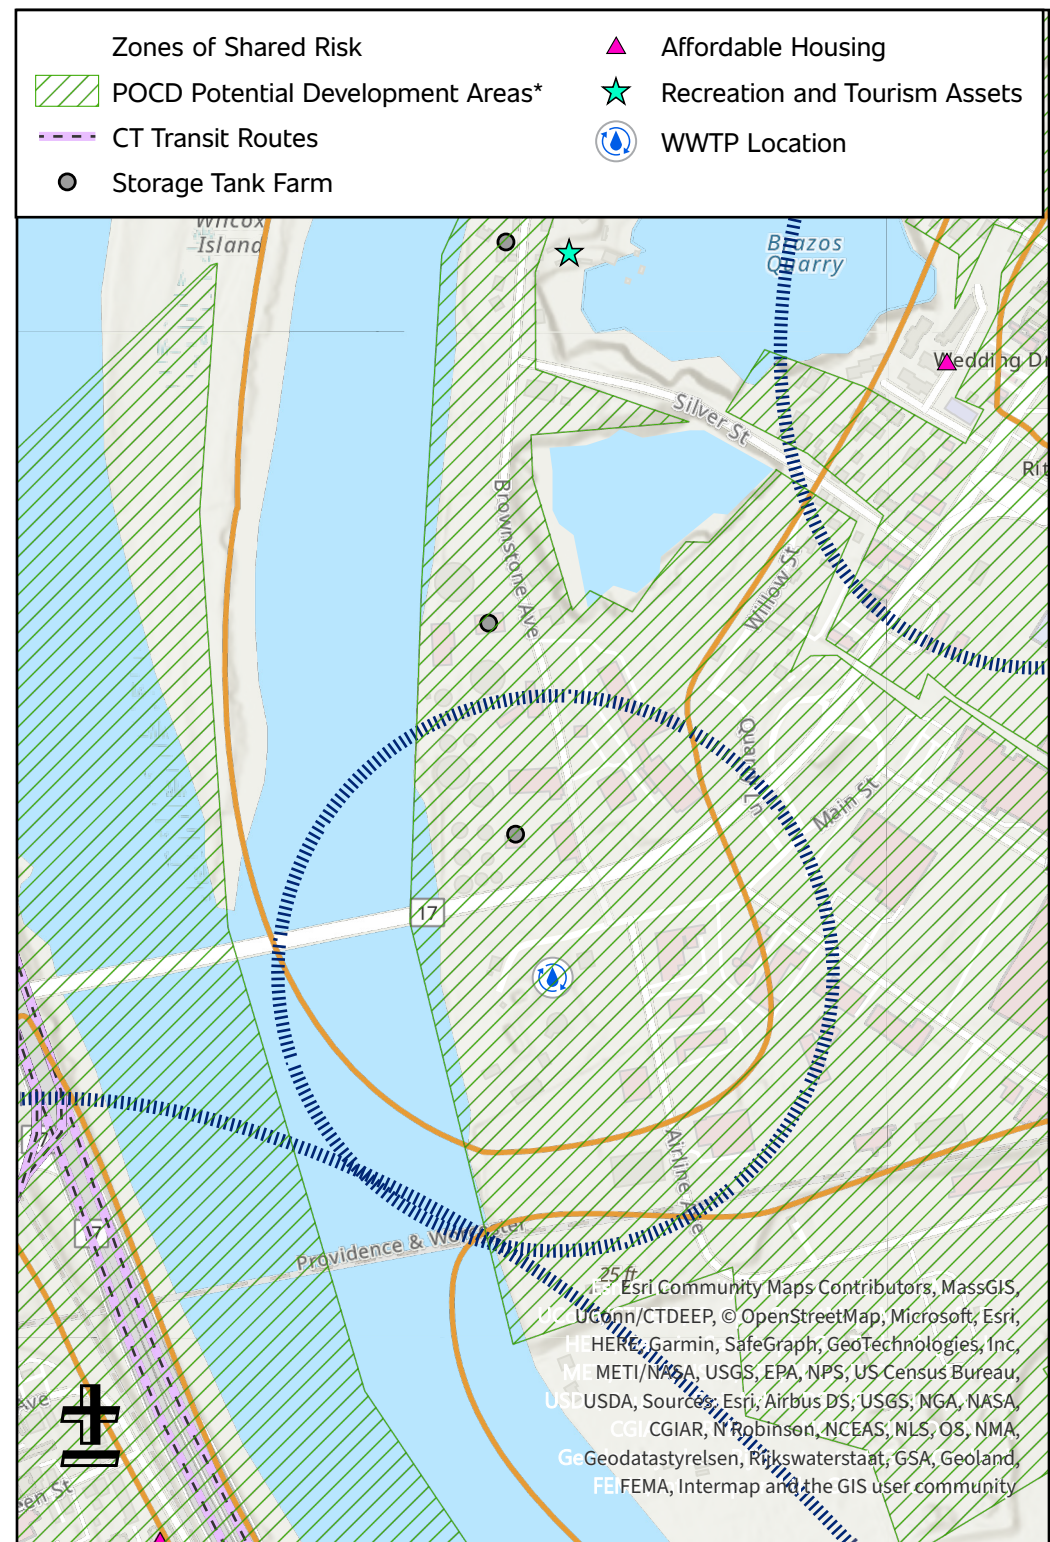 Zones of Shared Risk
POCD Potential Development Areas*
CT Transit Routes
Storage Tank Farm
Affordable Housing
Recreation and Tourism Assets
WWTP Location
Wilcox
Island
Brazos
Quarry
Silver St
Brownstone Ave
Willow St
Quarry Ln
Main St
17
17
Airline Ave
Providence & Worcester
25 ft
Esri Community Maps Contributors, MassGIS,
UConn/CTDEEP, © OpenStreetMap, Microsoft, Esri,
HERE, Garmin, SafeGraph, GeoTechnologies, Inc,
METI/NASA, USGS, EPA, NPS, US Census Bureau,
USDA, Sources: Esri, Airbus DS, USGS, NGA, NASA,
CGIAR, N Robinson, NCEAS, NLS, OS, NMA,
Geodatastyrelsen, Rijkswaterstaat, GSA, Geoland,
FEMA, Intermap and the GIS user community